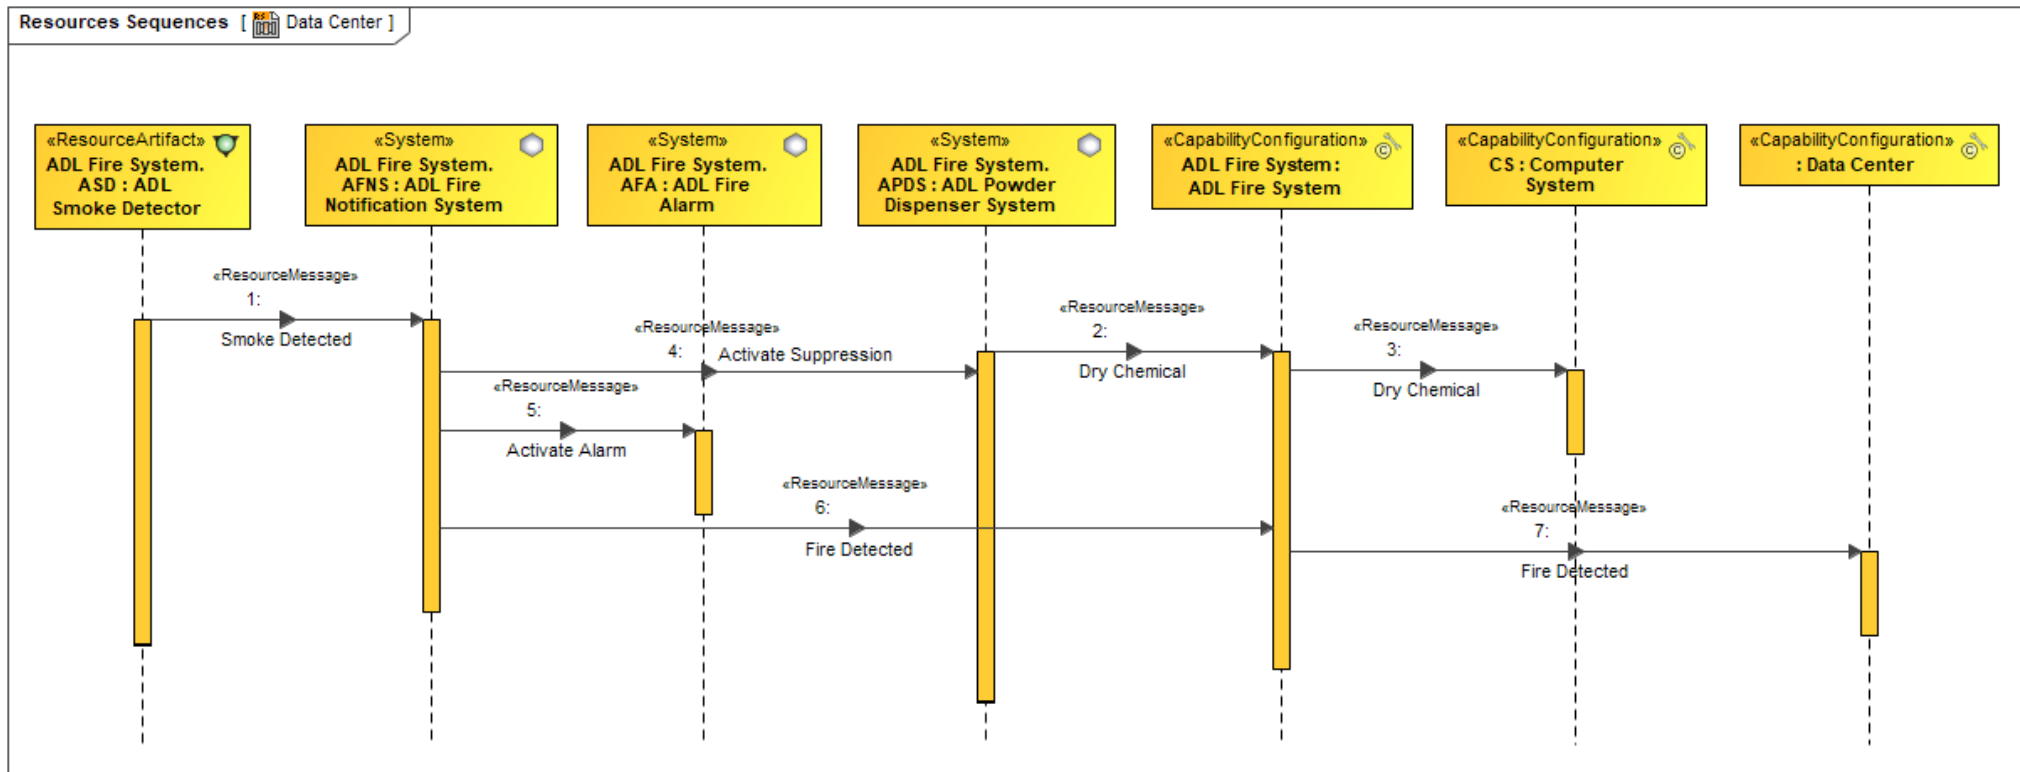 Resources Sequences [ RS Data Center ]
«ResourceArtifact»
ADL Fire System.
ASD : ADL
Smoke Detector
«System»
ADL Fire System.
AFNS : ADL Fire
Notification System
«System»
ADL Fire System.
AFA : ADL Fire
Alarm
«System»
ADL Fire System.
APDS : ADL Powder
Dispenser System
«CapabilityConfiguration»
©
ADL Fire System :
ADL Fire System
«CapabilityConfiguration»
©
CS : Computer
System
«CapabilityConfiguration»
©
: Data Center
«ResourceMessage»
1:
Smoke Detected
«ResourceMessage»
4:
Activate Suppression
«ResourceMessage»
2:
Dry Chemical
«ResourceMessage»
3:
Dry Chemical
«ResourceMessage»
5:
Activate Alarm
«ResourceMessage»
6:
Fire Detected
«ResourceMessage»
7:
Fire Detected